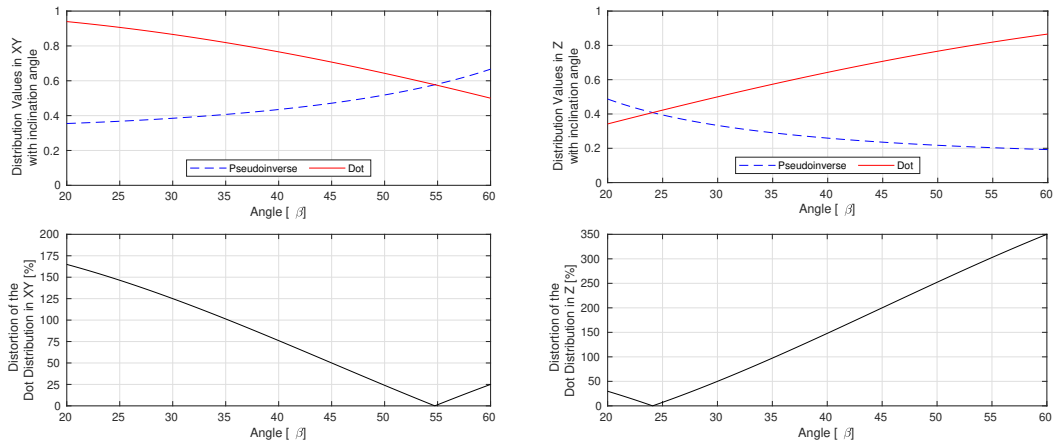 Distribution Values in XY
with inclination angle
1
0.8
0.6
0.4
0.2
0
Pseudoinverse
Dot
20 25 30 35 40 45 50 55 60
Angle [ β]
Distribution Values in Z
with inclination angle
1
0.8
0.6
0.4
0.2
0
Pseudoinverse
Dot
20 25 30 35 40 45 50 55 60
Angle [ β]
Distortion of the
Dot Distribution in XY [%]
200
175
150
125
100
75
50
25
0
20 25 30 35 40 45 50 55 60
Angle [ β]
Distortion of the
Dot Distribution in Z [%]
350
300
250
200
150
100
50
0
20 25 30 35 40 45 50 55 60
Angle [ β]